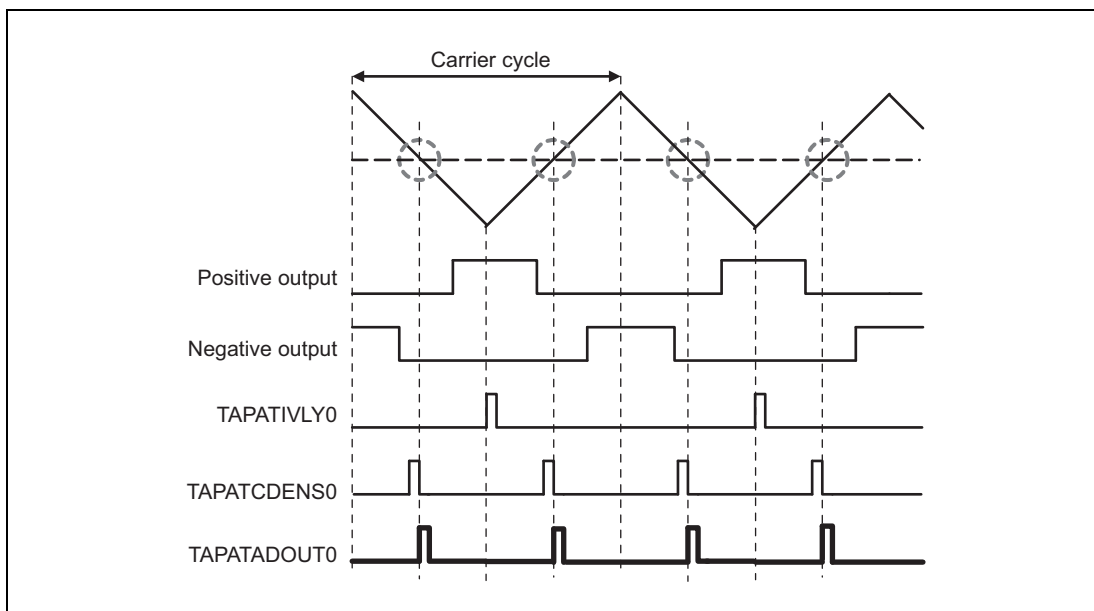 Carrier cycle
Positive output
Negative output
TAPATIVLY0
TAPATCDENS0
TAPATADOUT0